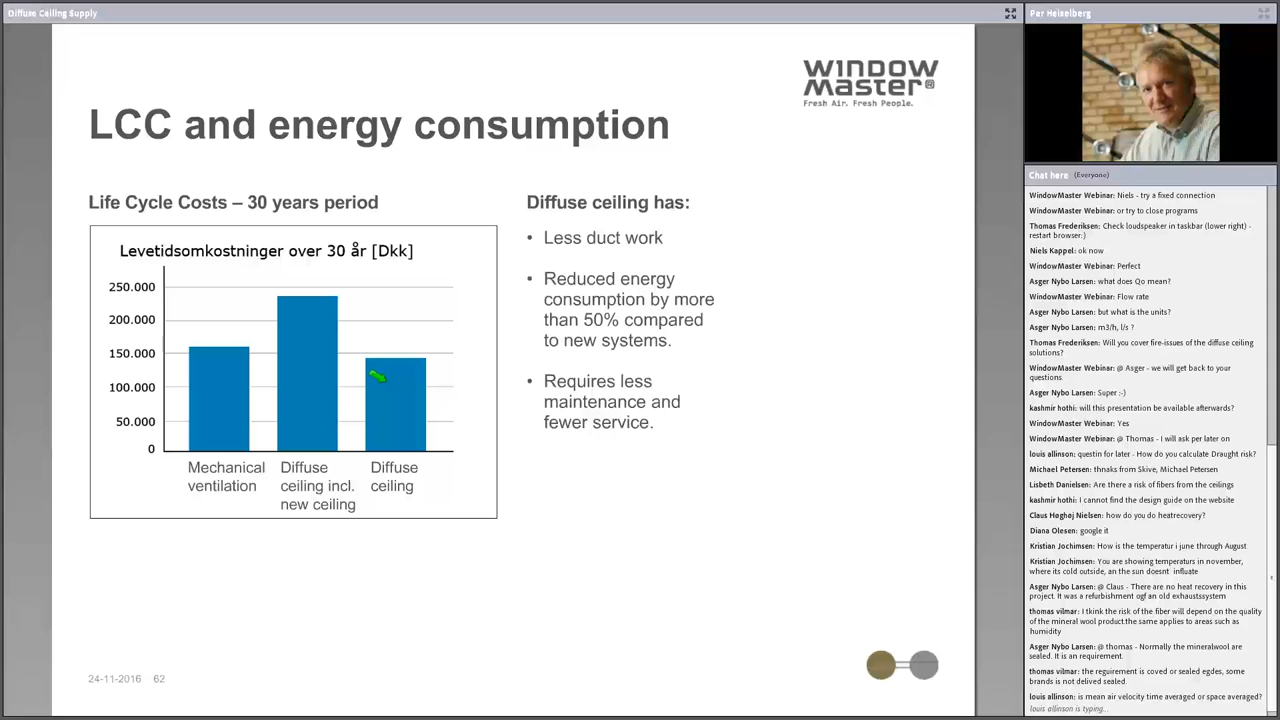 Diffuse Ceiling Supply
WINDOW
MASTER
Fresh Air. Fresh People.
LCC and energy consumption
Life Cycle Costs – 30 years period
Levetidsomkostninger over 30 år [Dkk]
250.000
200.000
150.000
100.000
50.000
0
Mechanical
ventilation
Diffuse
ceiling incl.
new ceiling
Diffuse
ceiling
Diffuse ceiling has:
• Less duct work
• Reduced energy
consumption by more
than 50% compared
to new systems.
• Requires less
maintenance and
fewer service.
24-11-2016 62
Per Heiselberg
Chat here (Everyone)
WindowMaster Webinar: Niels - try a fixed connection
WindowMaster Webinar: or try to close programs
Thomas Frederiksen: Check loudspeaker in taskbar (lower right) -
restart browser:)
Niels Kappel: ok now
WindowMaster Webinar: Perfect
Asger Nybo Larsen: what does Qo mean?
WindowMaster Webinar: Flow rate
Asger Nybo Larsen: but what is the units?
Asger Nybo Larsen: m3/h, l/s ?
Thomas Frederiksen: Will you cover fire-issues of the diffuse ceiling
solutions?
WindowMaster Webinar: @ Asger - we will get back to your
questions.
Asger Nybo Larsen: Super :-)
kashmir hothi: will this presentation be available afterwards?
WindowMaster Webinar: Yes
WindowMaster Webinar: @ Thomas - I will ask per later on
louis allinson: questin for later - How do you calculate Draught risk?
Michael Petersen: thnaks from Skive, Michael Petersen
Lisbeth Danielsen: Are there a risk of fibers from the ceilings
kashmir hothi: I cannot find the design guide on the website
Claus Høghøj Nielsen: how do you do heatrecovery?
Diana Olesen: google it
Kristian Jochimsen: How is the temperatur i june through August
Kristian Jochimsen: You are showing temperaturs in november,
where its cold outside, an the sun doesnt influate
Asger Nybo Larsen: @ Claus - There are no heat recovery in this
project. It was a refurbishment ogf an old exhaustssystem
thomas vilmar: I tkink the risk of the fiber will depend on the quality
of the mineral wool product.the same applies to areas such as
humidity
Asger Nybo Larsen: @ thomas - Normally the mineralwool are
sealed. It is an requirement.
thomas vilmar: the reguirement is coved or sealed egdes, some
brands is not delived sealed.
louis allinson: is mean air velocity time averaged or space averaged?
louis allinson is typing...